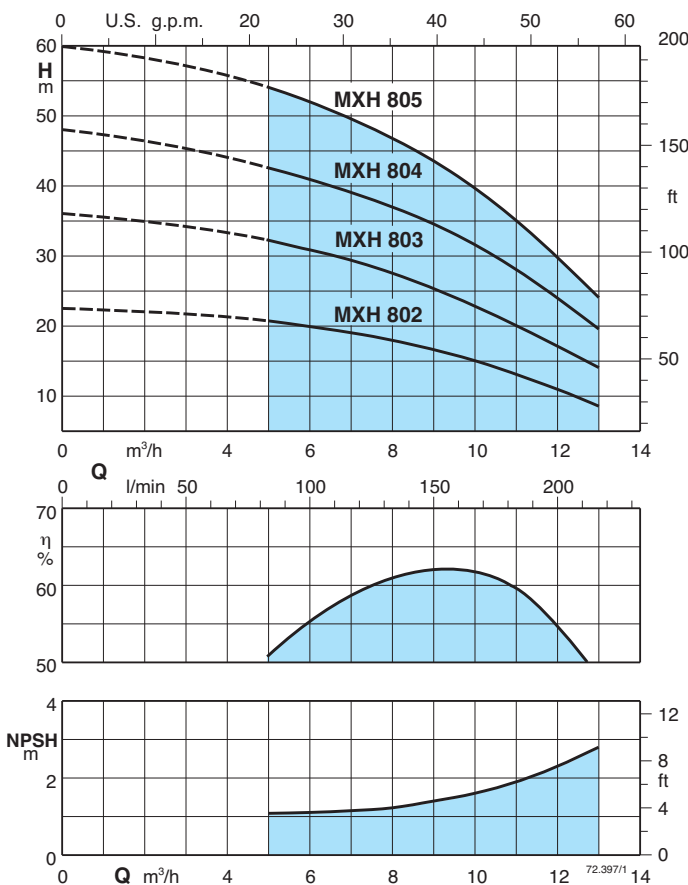 0 U.S. g.p.m. 20 30 40 50 60
60 200
H
m
MXH 805
50
150
MXH 804
40
ft
MXH 803
100
30
MXH 802
20
50
10
0 m³/h 4 6 8 10 12 14
Q
0 l/min 50 100 150 200
70
η
%
60
50
4 12
NPSH
m
8
ft
2
4
0 0
72.397/1
0 Q m³/h 4 6 8 10 12 14